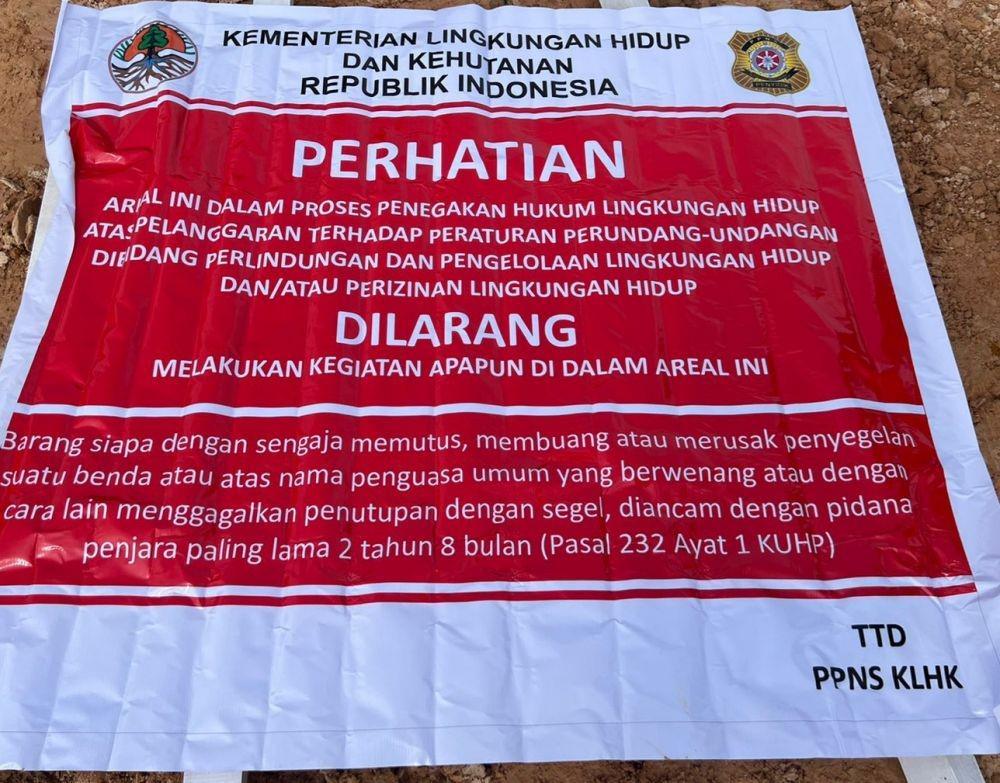 KEMENTERIAN LINGKUNGAN HIDUP
DAN KEHUTANAN
REPUBLIK INDONESIA
PERHATIAN
AREAL INI DALAM PROSES PENEGAKAN HUKUM LINGKUNGAN HIDUP
ATAS PELANGGARAN TERHADAP PERATURAN PERUNDANG-UNDANGAN
DIBIDANG PERLINDUNGAN DAN PENGELOLAAN LINGKUNGAN HIDUP
DAN/ATAU PERIZINAN LINGKUNGAN HIDUP
DILARANG
MELAKUKAN KEGIATAN APAPUN DI DALAM AREAL INI
Barang siapa dengan sengaja memutus, membuang atau merusak penyegelan
suatu benda atau atas nama penguasa umum yang berwenang atau dengan
cara lain menggagalkan penutupan dengan segel, diancam dengan pidana
penjara paling lama 2 tahun 8 bulan (Pasal 232 Ayat 1 KUHP)
TTD
PPNS KLHK